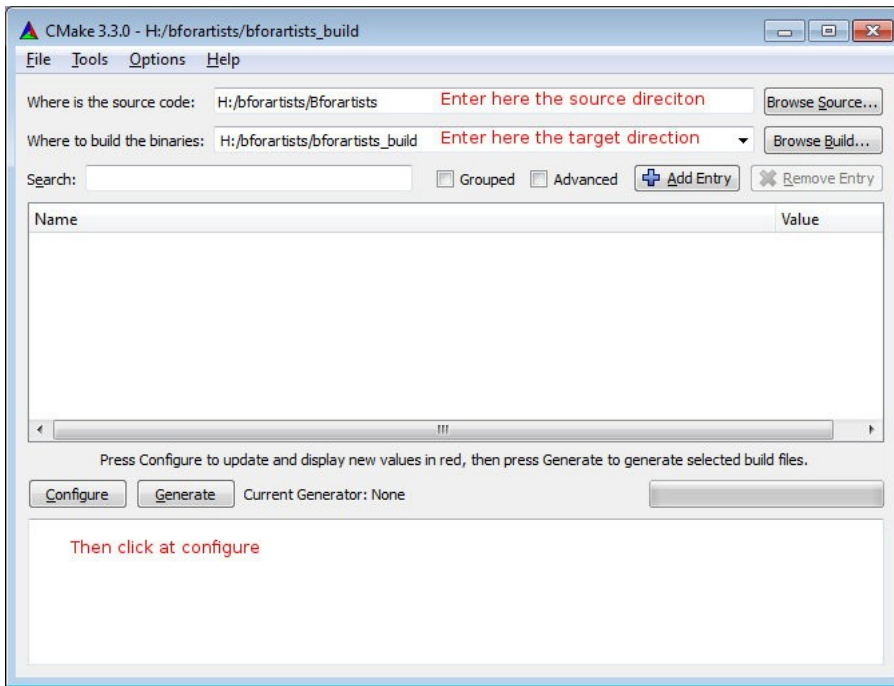 CMake 3.3.0 - H:/bforartists/bforartists_build
File Tools Options Help
Where is the source code: H:/bforartists/Bforartists Enter here the source direciton Browse Source...
Where to build the binaries: H:/bforartists/bforartists_build Enter here the target direction Browse Build...
Search: Grouped Advanced Add Entry Remove Entry
Name Value
Press Configure to update and display new values in red, then press Generate to generate selected build files.
Configure Generate Current Generator: None
Then click at configure